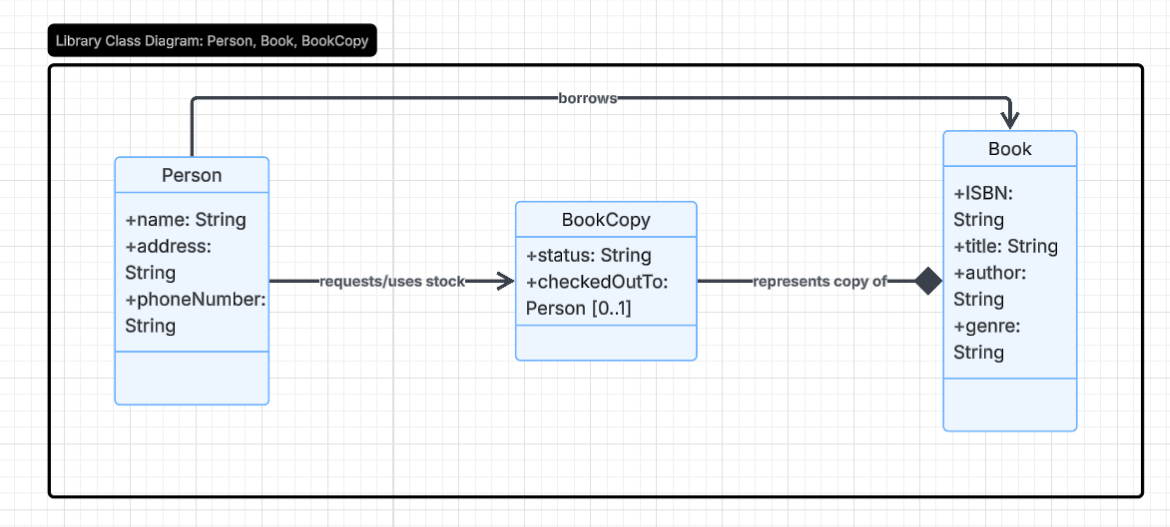 Library Class Diagram: Person, Book, BookCopy
borrows
Person
+name: String
+address:
String
+phoneNumber:
String
requests/uses stock
BookCopy
+status: String
+checkedOutTo:
Person [0..1]
represents copy of
Book
+ISBN:
String
+title: String
+author:
String
+genre:
String